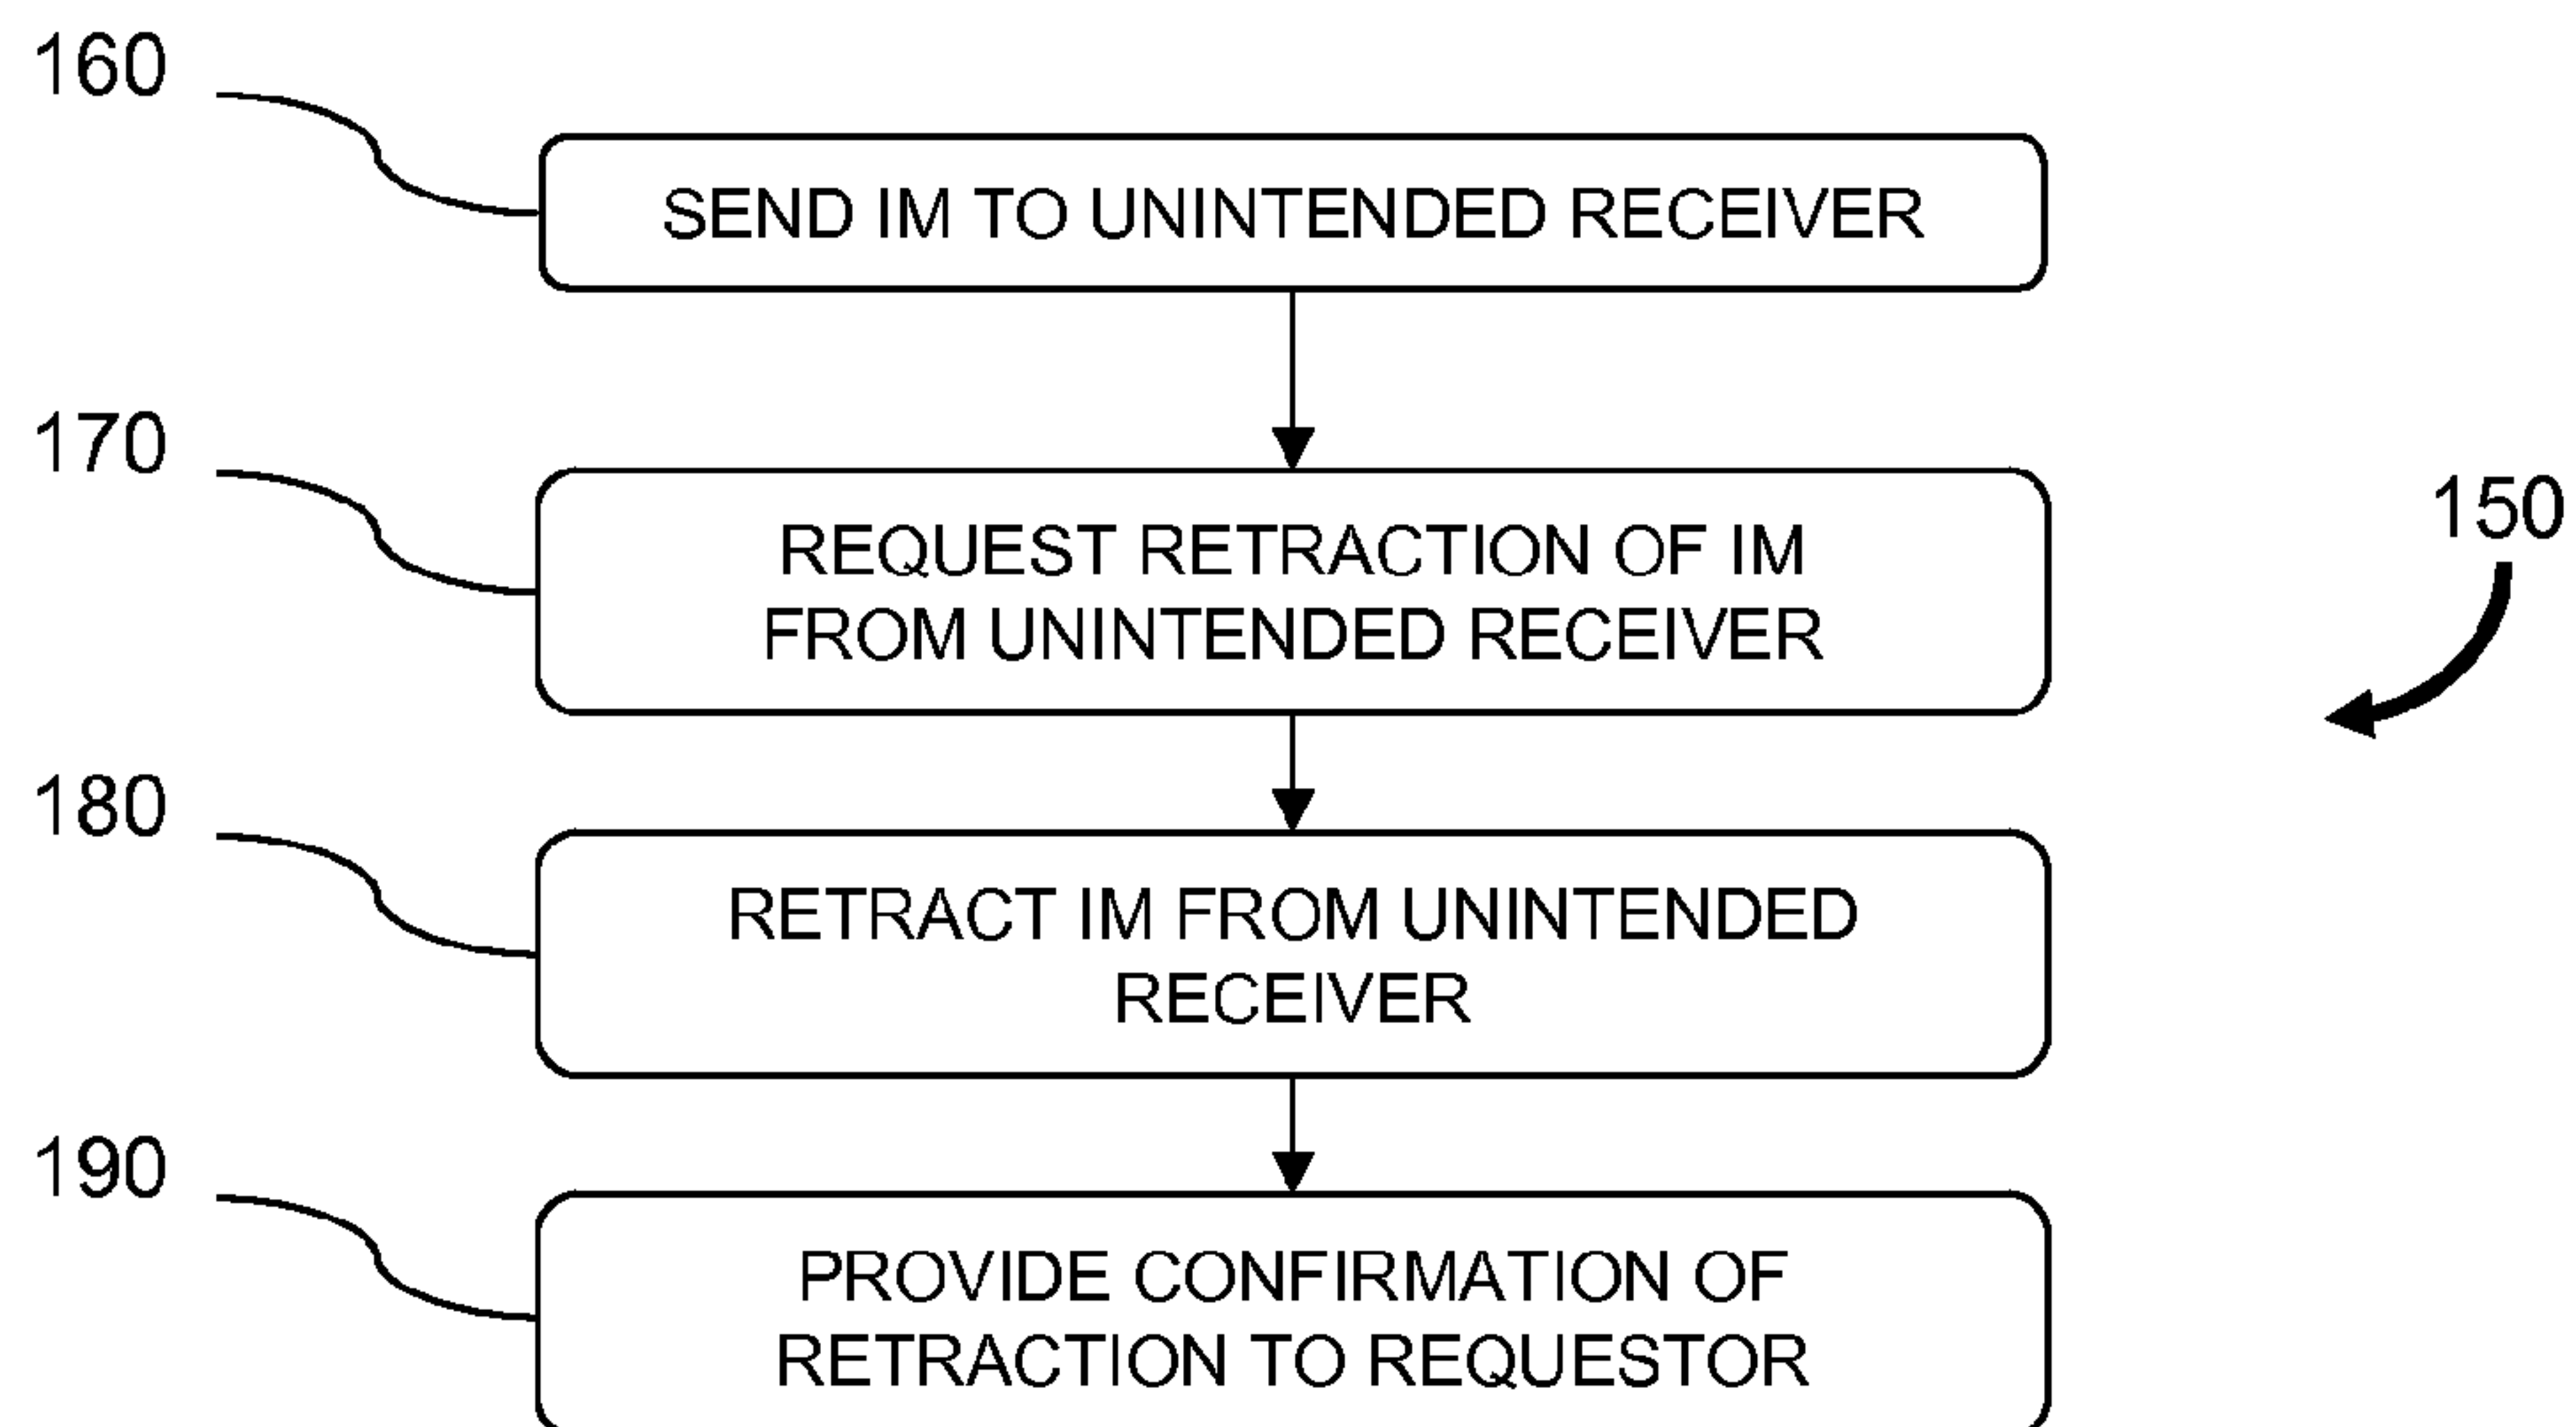 160
SEND IM TO UNINTENDED RECEIVER
170
REQUEST RETRACTION OF IM
FROM UNINTENDED RECEIVER
150
180
RETRACT IM FROM UNINTENDED
RECEIVER
190
PROVIDE CONFIRMATION OF
RETRACTION TO REQUESTOR